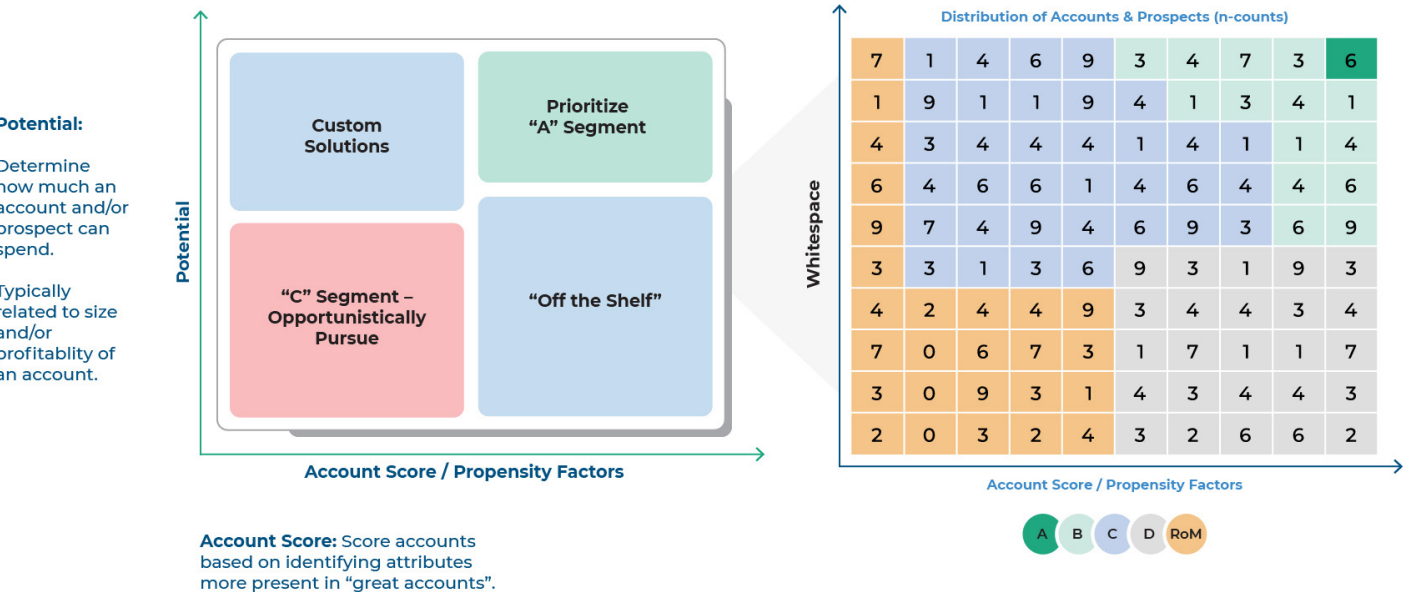 Potential:
Determine
how much an
account and/or
prospect can
spend.
Typically
related to size
and/or
profitablity of
an account.
Potential
Custom
Solutions
Prioritize
“A” Segment
“C” Segment –
Opportunistically
Pursue
“Off the Shelf”
Account Score / Propensity Factors
Account Score: Score accounts
based on identifying attributes
more present in “great accounts”.
Distribution of Accounts & Prospects (n-counts)
Whitespace
7 1 4 6 9 3 4 7 3 6
1 9 1 1 9 4 1 3 4 1
4 3 4 4 4 1 4 1 1 4
6 4 6 6 1 4 6 4 4 6
9 7 4 9 4 6 9 3 6 9
3 3 1 3 6 9 3 1 9 3
4 2 4 4 9 3 4 4 3 4
7 0 6 7 3 1 7 1 1 7
3 0 9 3 1 4 3 4 4 3
2 0 3 2 4 3 2 6 6 2
Account Score / Propensity Factors
A B C D RoM